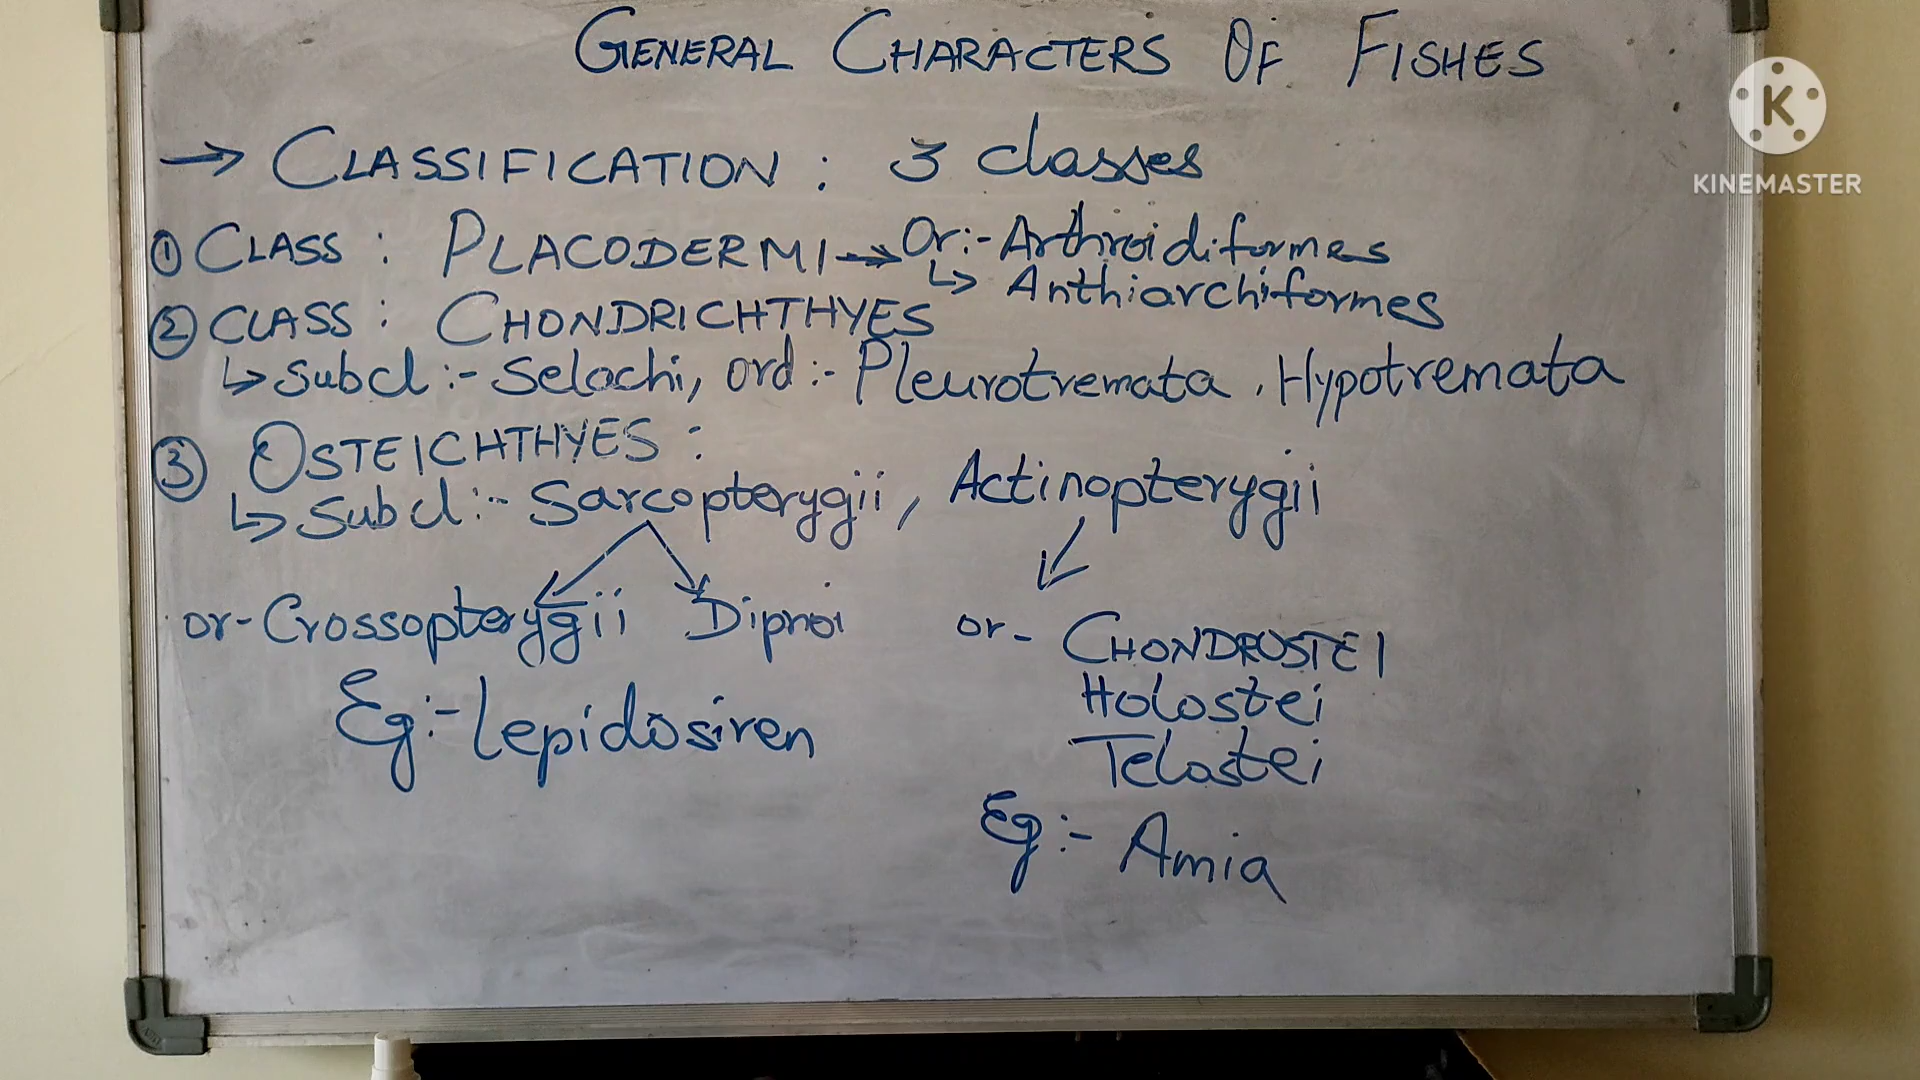 GENERAL CHARACTERS OF FISHES
K
KINEMASTER
→ CLASSIFICATION : 3 classes
① CLASS : PLACODERMI → Or:- Arthroidiformes
↳ Anthiarchiformes
② CLASS : CHONDRICHTHYES
↳ Subcl :- Selachi, ord :- Pleurotremata, Hypotremata
③ OSTEICHTHYES :
↳ Subcl :- Sarcopterygii, Actinopterygii
or- Crossopterygii Dipnoi
or- CHONDROSTEI
Holostei
Telostei
Eg:- Lepidosiren
Eg:- Amia